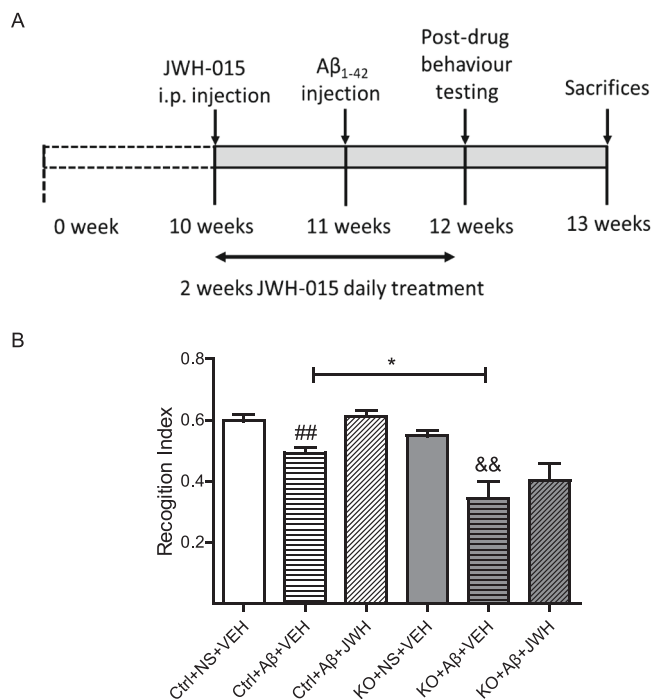 A
JWH-015
i.p. injection
Aβ1-42
injection
Post-drug
behaviour
testing
Sacrifices
0 week
10 weeks
11 weeks
12 weeks
13 weeks
2 weeks JWH-015 daily treatment
B
Recogition Index
0.8
0.6
0.4
0.2
##
*
&&
Ctrl+NS+VEH
Ctrl+Aβ+VEH
Ctrl+Aβ+JWH
KO+NS+VEH
KO+Aβ+VEH
KO+Aβ+JWH